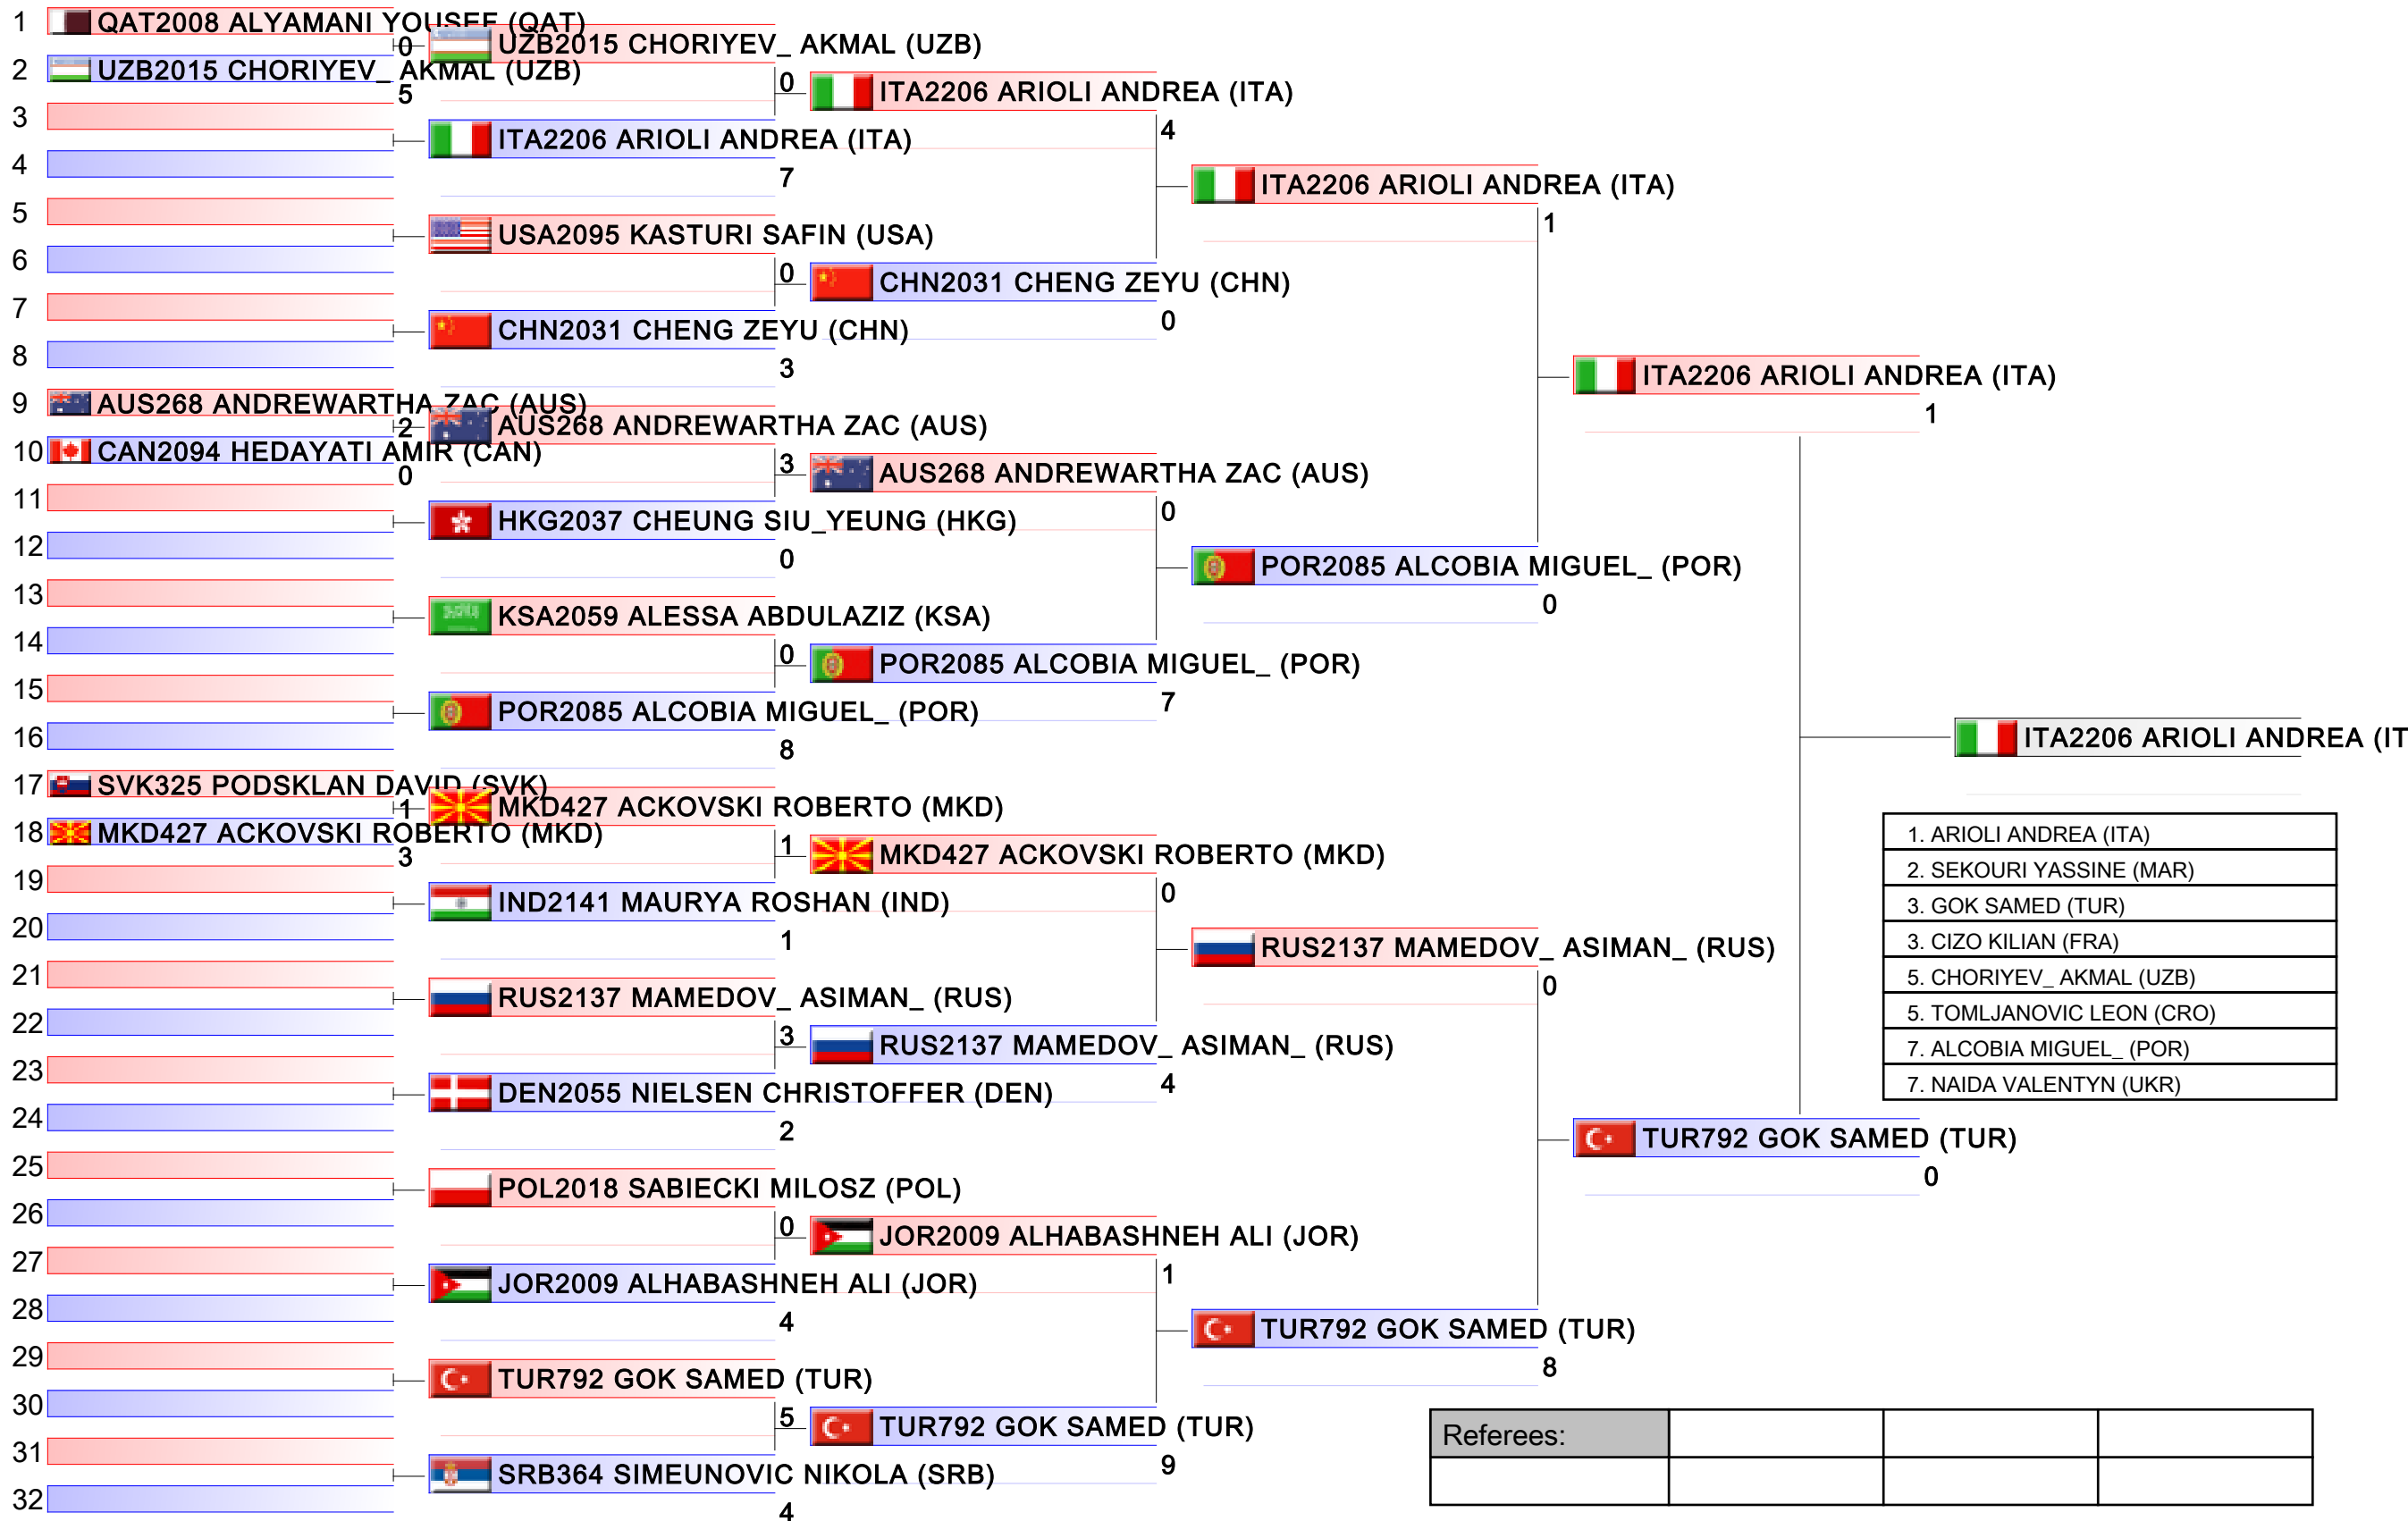 1 QAT2008 ALYAMANI YOUSEF (QAT)
0
2 UZB2015 CHORIYEV_ AKMAL (UZB)
5
3
4
5
6
7
8
9 AUS268 ANDREWARTHA ZAC (AUS)
2
10 CAN2094 HEDAYATI AMIR (CAN)
0
11
12
13
14
15
16
17 SVK325 PODSKLAN DAVID (SVK)
1
18 MKD427 ACKOVSKI ROBERTO (MKD)
3
19
20
21
22
23
24
25
26
27
28
29
30
31
32
UZB2015 CHORIYEV_ AKMAL (UZB)
0
ITA2206 ARIOLI ANDREA (ITA)
7
USA2095 KASTURI SAFIN (USA)
0
CHN2031 CHENG ZEYU (CHN)
3
AUS268 ANDREWARTHA ZAC (AUS)
3
HKG2037 CHEUNG SIU_YEUNG (HKG)
0
KSA2059 ALESSA ABDULAZIZ (KSA)
0
POR2085 ALCOBIA MIGUEL_ (POR)
8
MKD427 ACKOVSKI ROBERTO (MKD)
1
IND2141 MAURYA ROSHAN (IND)
1
RUS2137 MAMEDOV_ ASIMAN_ (RUS)
3
DEN2055 NIELSEN CHRISTOFFER (DEN)
2
POL2018 SABIECKI MILOSZ (POL)
0
JOR2009 ALHABASHNEH ALI (JOR)
4
TUR792 GOK SAMED (TUR)
5
SRB364 SIMEUNOVIC NIKOLA (SRB)
4
ITA2206 ARIOLI ANDREA (ITA)
4
CHN2031 CHENG ZEYU (CHN)
0
AUS268 ANDREWARTHA ZAC (AUS)
0
POR2085 ALCOBIA MIGUEL_ (POR)
7
MKD427 ACKOVSKI ROBERTO (MKD)
0
RUS2137 MAMEDOV_ ASIMAN_ (RUS)
4
JOR2009 ALHABASHNEH ALI (JOR)
1
TUR792 GOK SAMED (TUR)
9
ITA2206 ARIOLI ANDREA (ITA)
1
POR2085 ALCOBIA MIGUEL_ (POR)
0
RUS2137 MAMEDOV_ ASIMAN_ (RUS)
0
TUR792 GOK SAMED (TUR)
8
ITA2206 ARIOLI ANDREA (ITA)
1
TUR792 GOK SAMED (TUR)
0
ITA2206 ARIOLI ANDREA (IT
1. ARIOLI ANDREA (ITA)
2. SEKOURI YASSINE (MAR)
3. GOK SAMED (TUR)
3. CIZO KILIAN (FRA)
5. CHORIYEV_ AKMAL (UZB)
5. TOMLJANOVIC LEON (CRO)
7. ALCOBIA MIGUEL_ (POR)
7. NAIDA VALENTYN (UKR)
Referees: